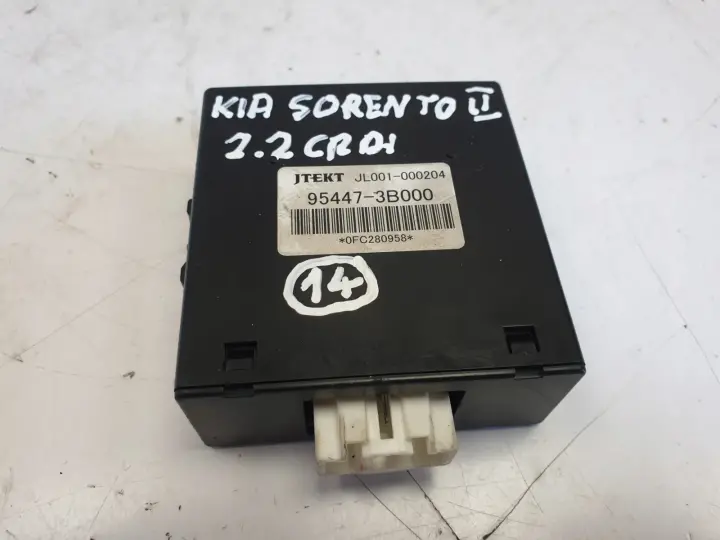 KIA SORENTO II
2.2 CRDI
JTEKT JL001-000204
95447-3B000
*0FC280958*
14